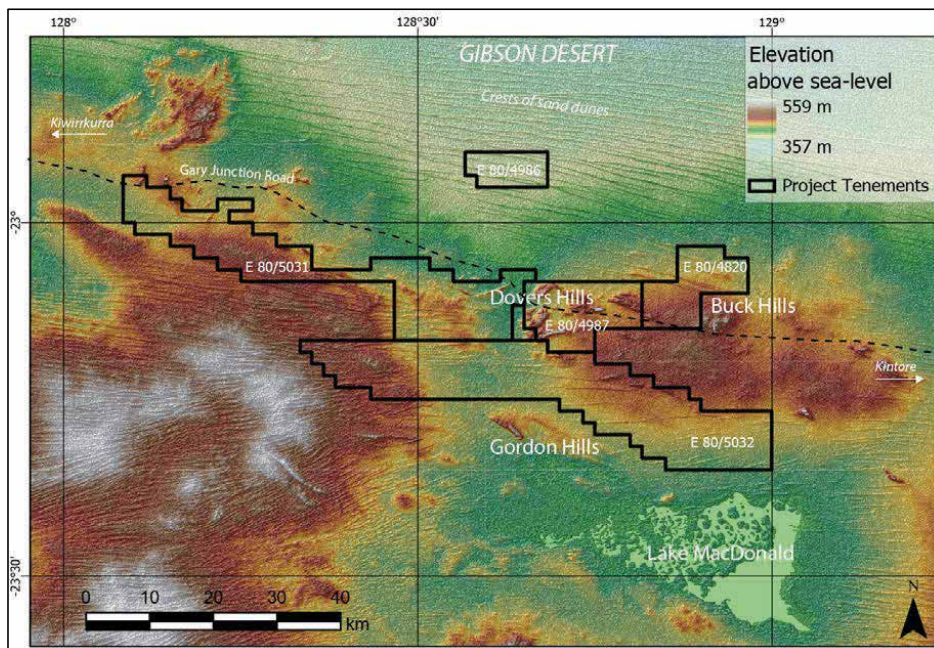 128°
128°30'
129°
GIBSON DESERT
Crests of sand dunes
Elevation
above sea-level
559 m
357 m
Project Tenements
Kiwirrkurra
Gary Junction Road
E 80/4986
-23°
E 80/5031
E 80/4820
Dovers Hills
Buck Hills
E 80/4987
Kintore
Gordon Hills
E 80/5032
Lake MacDonald
-23°30'
0 10 20 30 40
km
N